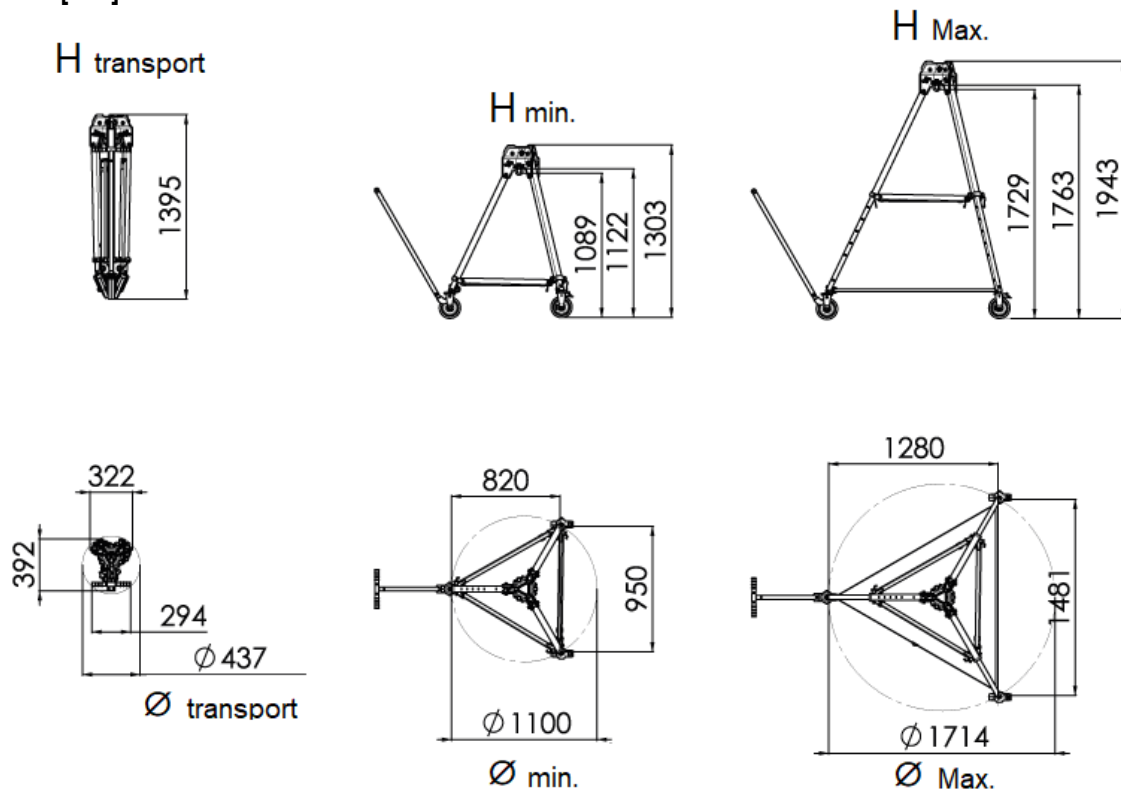 H transport
1395
H min.
1089
1122
1303
H Max.
1729
1763
1943
322
392
294
Φ 437
Ø transport
820
950
Φ 1100
Ø min.
1280
1481
Φ 1714
Ø Max.